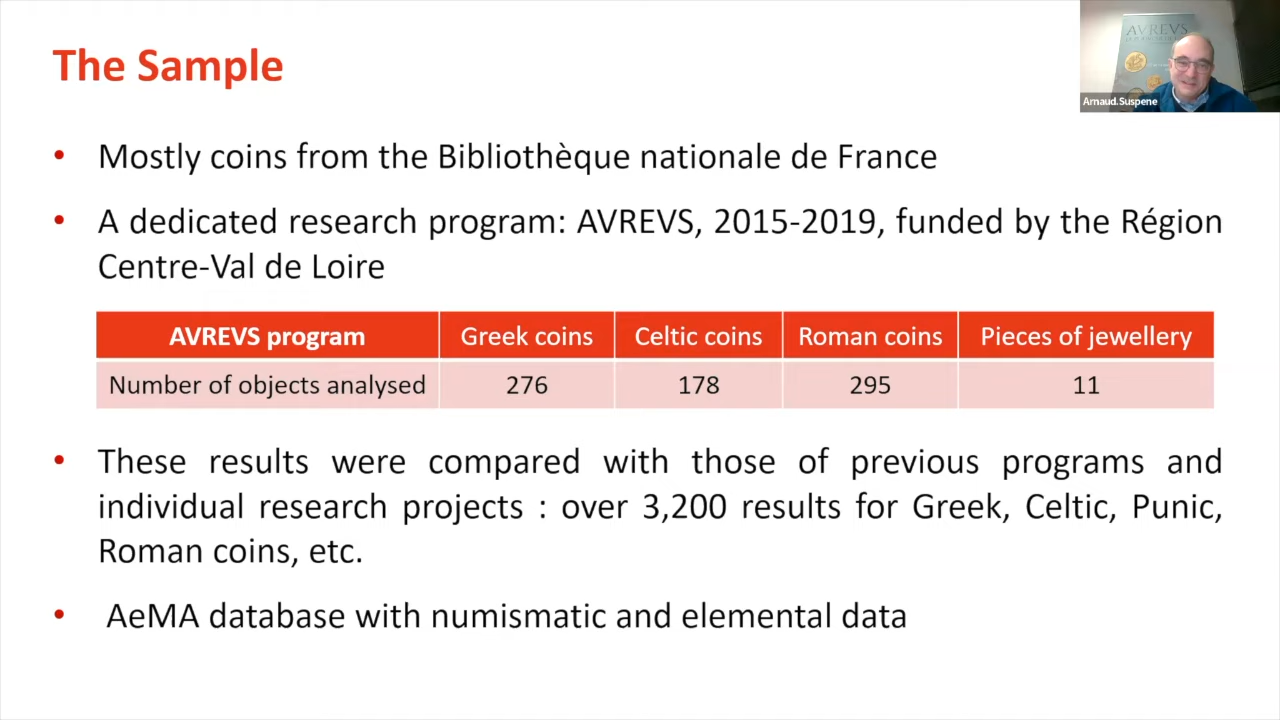 The Sample
AVREVS
Arnaud.Suspene
• Mostly coins from the Bibliothèque nationale de France
• A dedicated research program: AVREVS, 2015-2019, funded by the Région
Centre-Val de Loire
AVREVS program Greek coins Celtic coins Roman coins Pieces of jewellery
Number of objects analysed 276 178 295 11
• These results were compared with those of previous programs and
individual research projects : over 3,200 results for Greek, Celtic, Punic,
Roman coins, etc.
• AeMA database with numismatic and elemental data